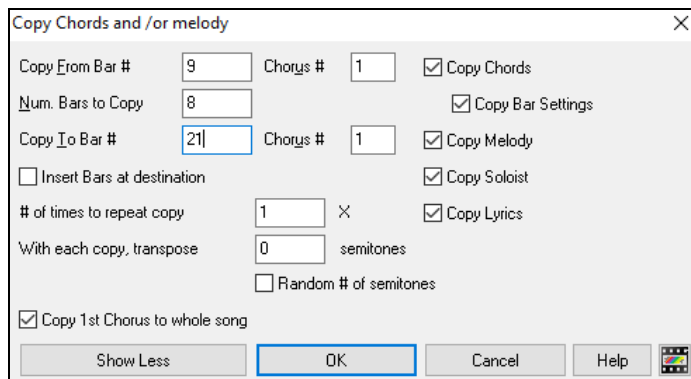 Copy Chords and /or melody
Copy From Bar # 9 Chorus # 1 Copy Chords
Num. Bars to Copy 8 Copy Bar Settings
Copy To Bar # 21 Chorus # 1 Copy Melody
Insert Bars at destination Copy Soloist
# of times to repeat copy 1 X Copy Lyrics
With each copy, transpose 0 semitones
Random # of semitones
Copy 1st Chorus to whole song
Show Less OK Cancel Help